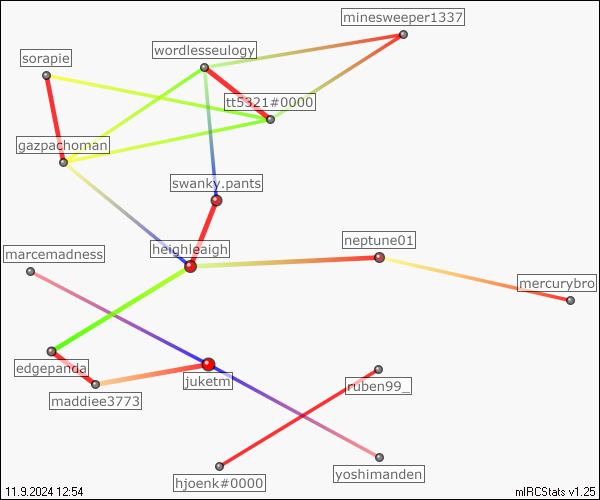 minesweeper1337
wordlesseulogy
sorapie
tt5321#0000
gazpachoman
swanky.pants
neptune01
heighleaigh
marcemadness
mercurybro
edgepanda
juketm
ruben99_
maddiee3773
yoshimanden
hjoenk#0000
11.9.2024 12:54
mIRCStats v1.25